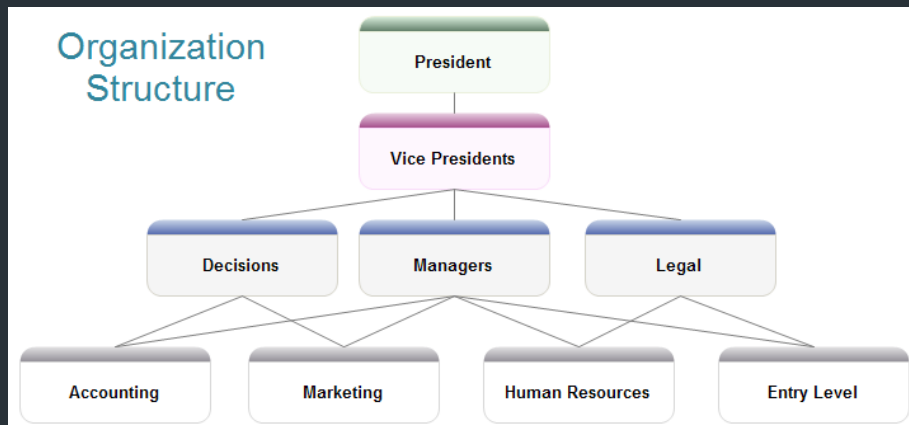 Organization
Structure
President
Vice Presidents
Decisions
Managers
Legal
Accounting
Marketing
Human Resources
Entry Level